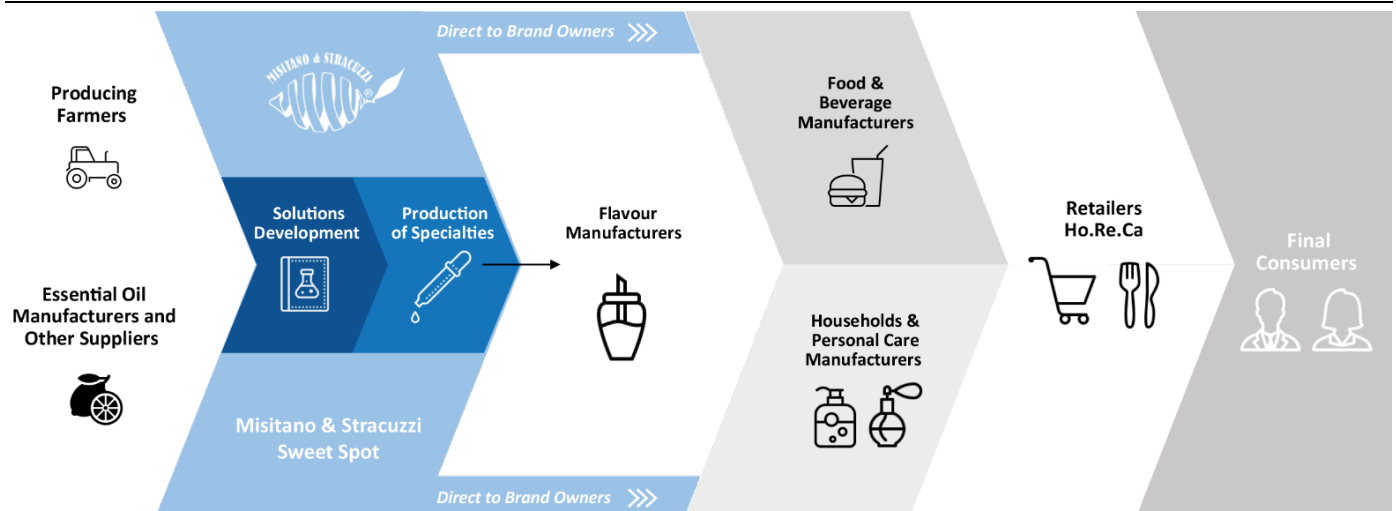 Direct to Brand Owners
MISITANO & STRACUZZI
®
Producing
Farmers
Essential Oil
Manufacturers and
Other Suppliers
Solutions
Development
Production
of Specialties
Misitano & Stracuzzi
Sweet Spot
Flavour
Manufacturers
Food &
Beverage
Manufacturers
Households &
Personal Care
Manufacturers
Retailers
Ho.Re.Ca
Final
Consumers
Direct to Brand Owners